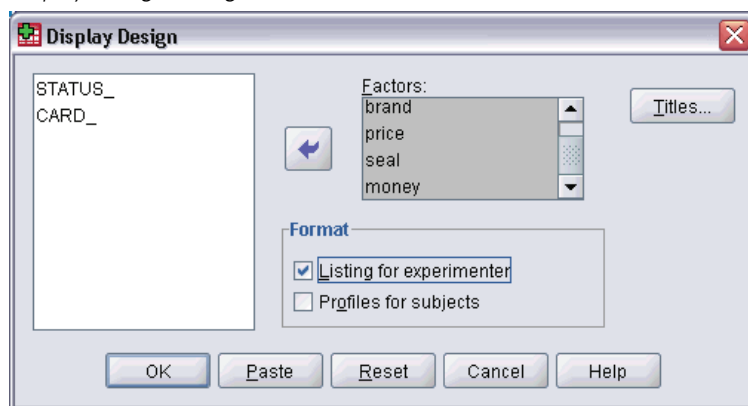 Display Design
STATUS_
CARD_
Factors:
brand
price
seal
money
Titles...
Format
Listing for experimenter
Profiles for subjects
OK
Paste
Reset
Cancel
Help